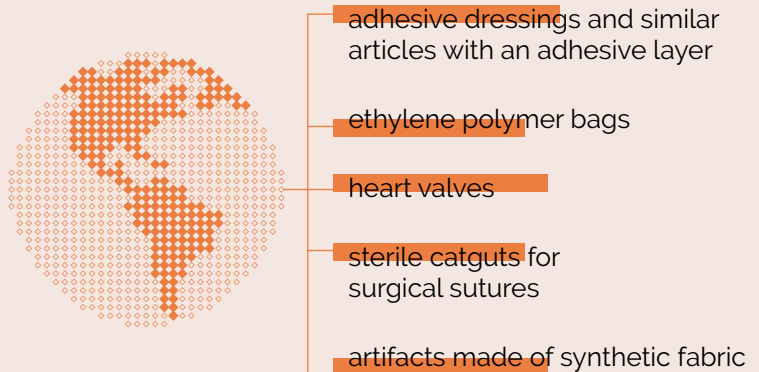 adhesive dressings and similar
articles with an adhesive layer
ethylene polymer bags
heart valves
sterile catguts for
surgical sutures
artifacts made of synthetic fabric